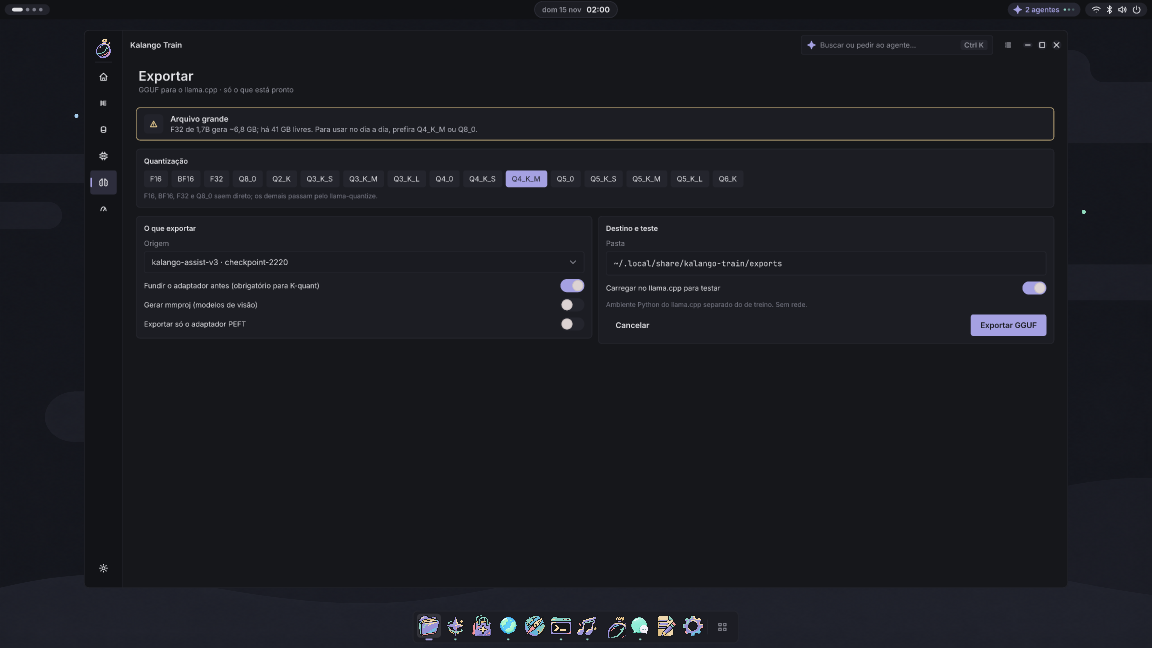 dom 15 nov 02:00
2 agentes
Kalango Train
Buscar ou pedir ao agente...
Ctrl K
Exportar
GGUF para o llama.cpp · só o que está pronto
Arquivo grande
F32 de 1,7B gera ~6,8 GB; há 41 GB livres. Para usar no dia a dia, prefira Q4_K_M ou Q8_0.
Quantização
F16 BF16 F32 Q8_0 Q2_K Q3_K_S Q3_K_M Q3_K_L Q4_0 Q4_K_S Q4_K_M Q5_0 Q5_K_S Q5_K_M Q5_K_L Q6_K
F16, BF16, F32 e Q8_0 saem direto; os demais passam pelo llama-quantize.
O que exportar
Origem
kalango-assist-v3 · checkpoint-2220
Fundir o adaptador antes (obrigatório para K-quant)
Gerar mmproj (modelos de visão)
Exportar só o adaptador PEFT
Destino e teste
Pasta
~/.local/share/kalango-train/exports
Carregar no llama.cpp para testar
Ambiente Python do llama.cpp separado do de treino. Sem rede.
Cancelar
Exportar GGUF